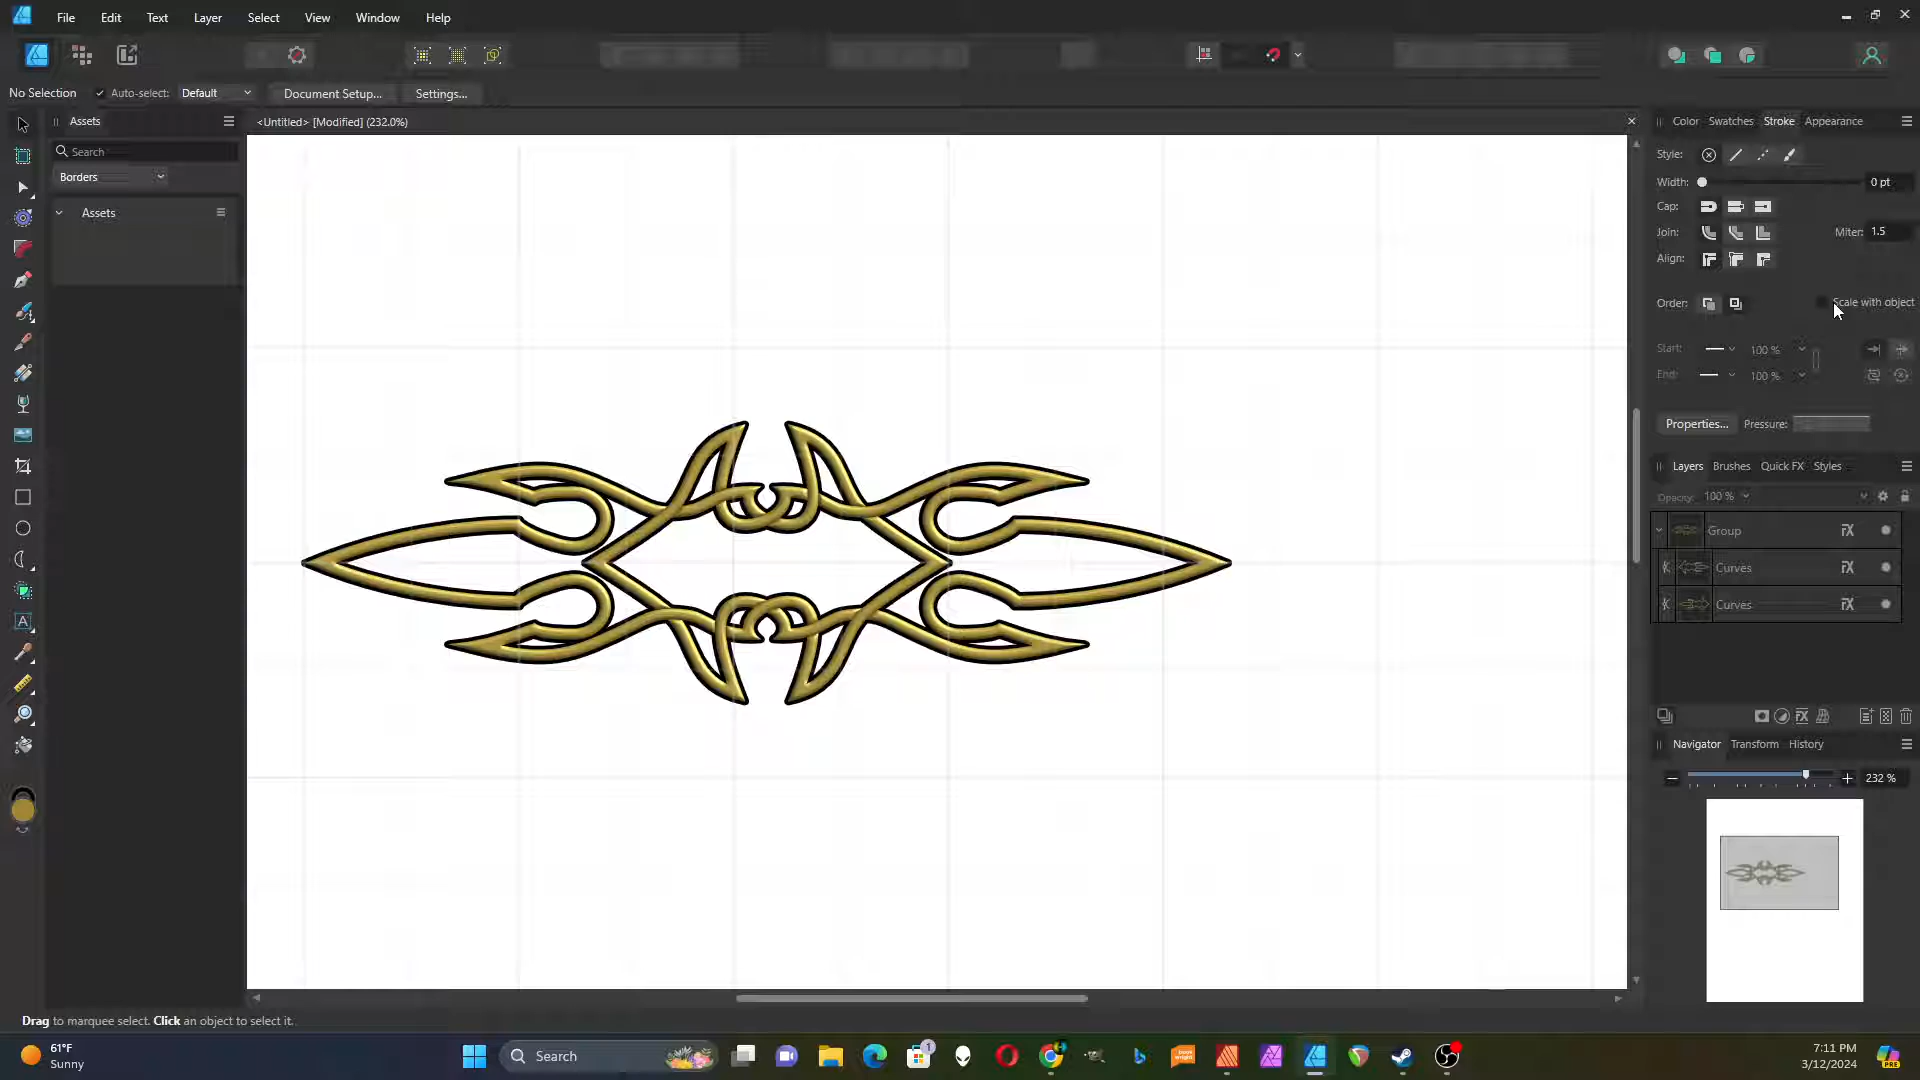 File Edit Text Layer Select View Window Help
No Selection Auto-select: Default Document Setup... Settings...
Assets
<Untitled> [Modified] (232.0%)
Color Swatches Stroke Appearance
Search
Borders
Assets
Style:
Width: 0 pt
Cap:
Join: Miter: 1.5
Align:
Order: Scale with object
Start: 100 %
End: 100 %
Properties... Pressure:
Layers Brushes Quick FX Styles
Opacity: 100 %
Group FX
Curves FX
Curves FX
Navigator Transform History
232 %
Drag to marquee select. Click an object to select it.
61°F
Sunny
Search
1
7:11 PM
3/12/2024